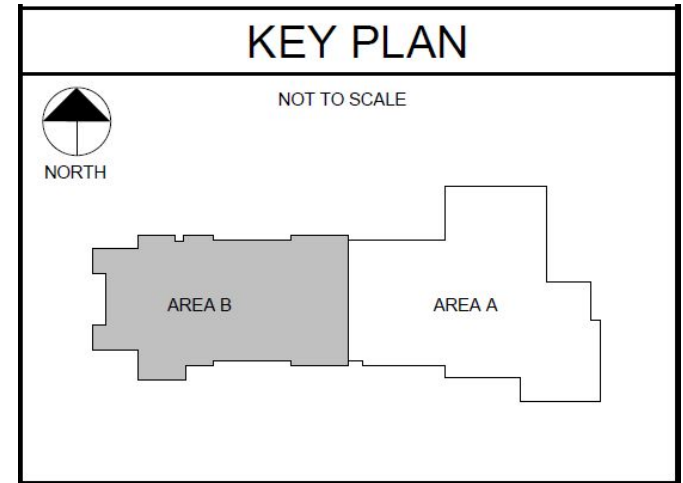 KEY PLAN
NOT TO SCALE
NORTH
AREA B
AREA A